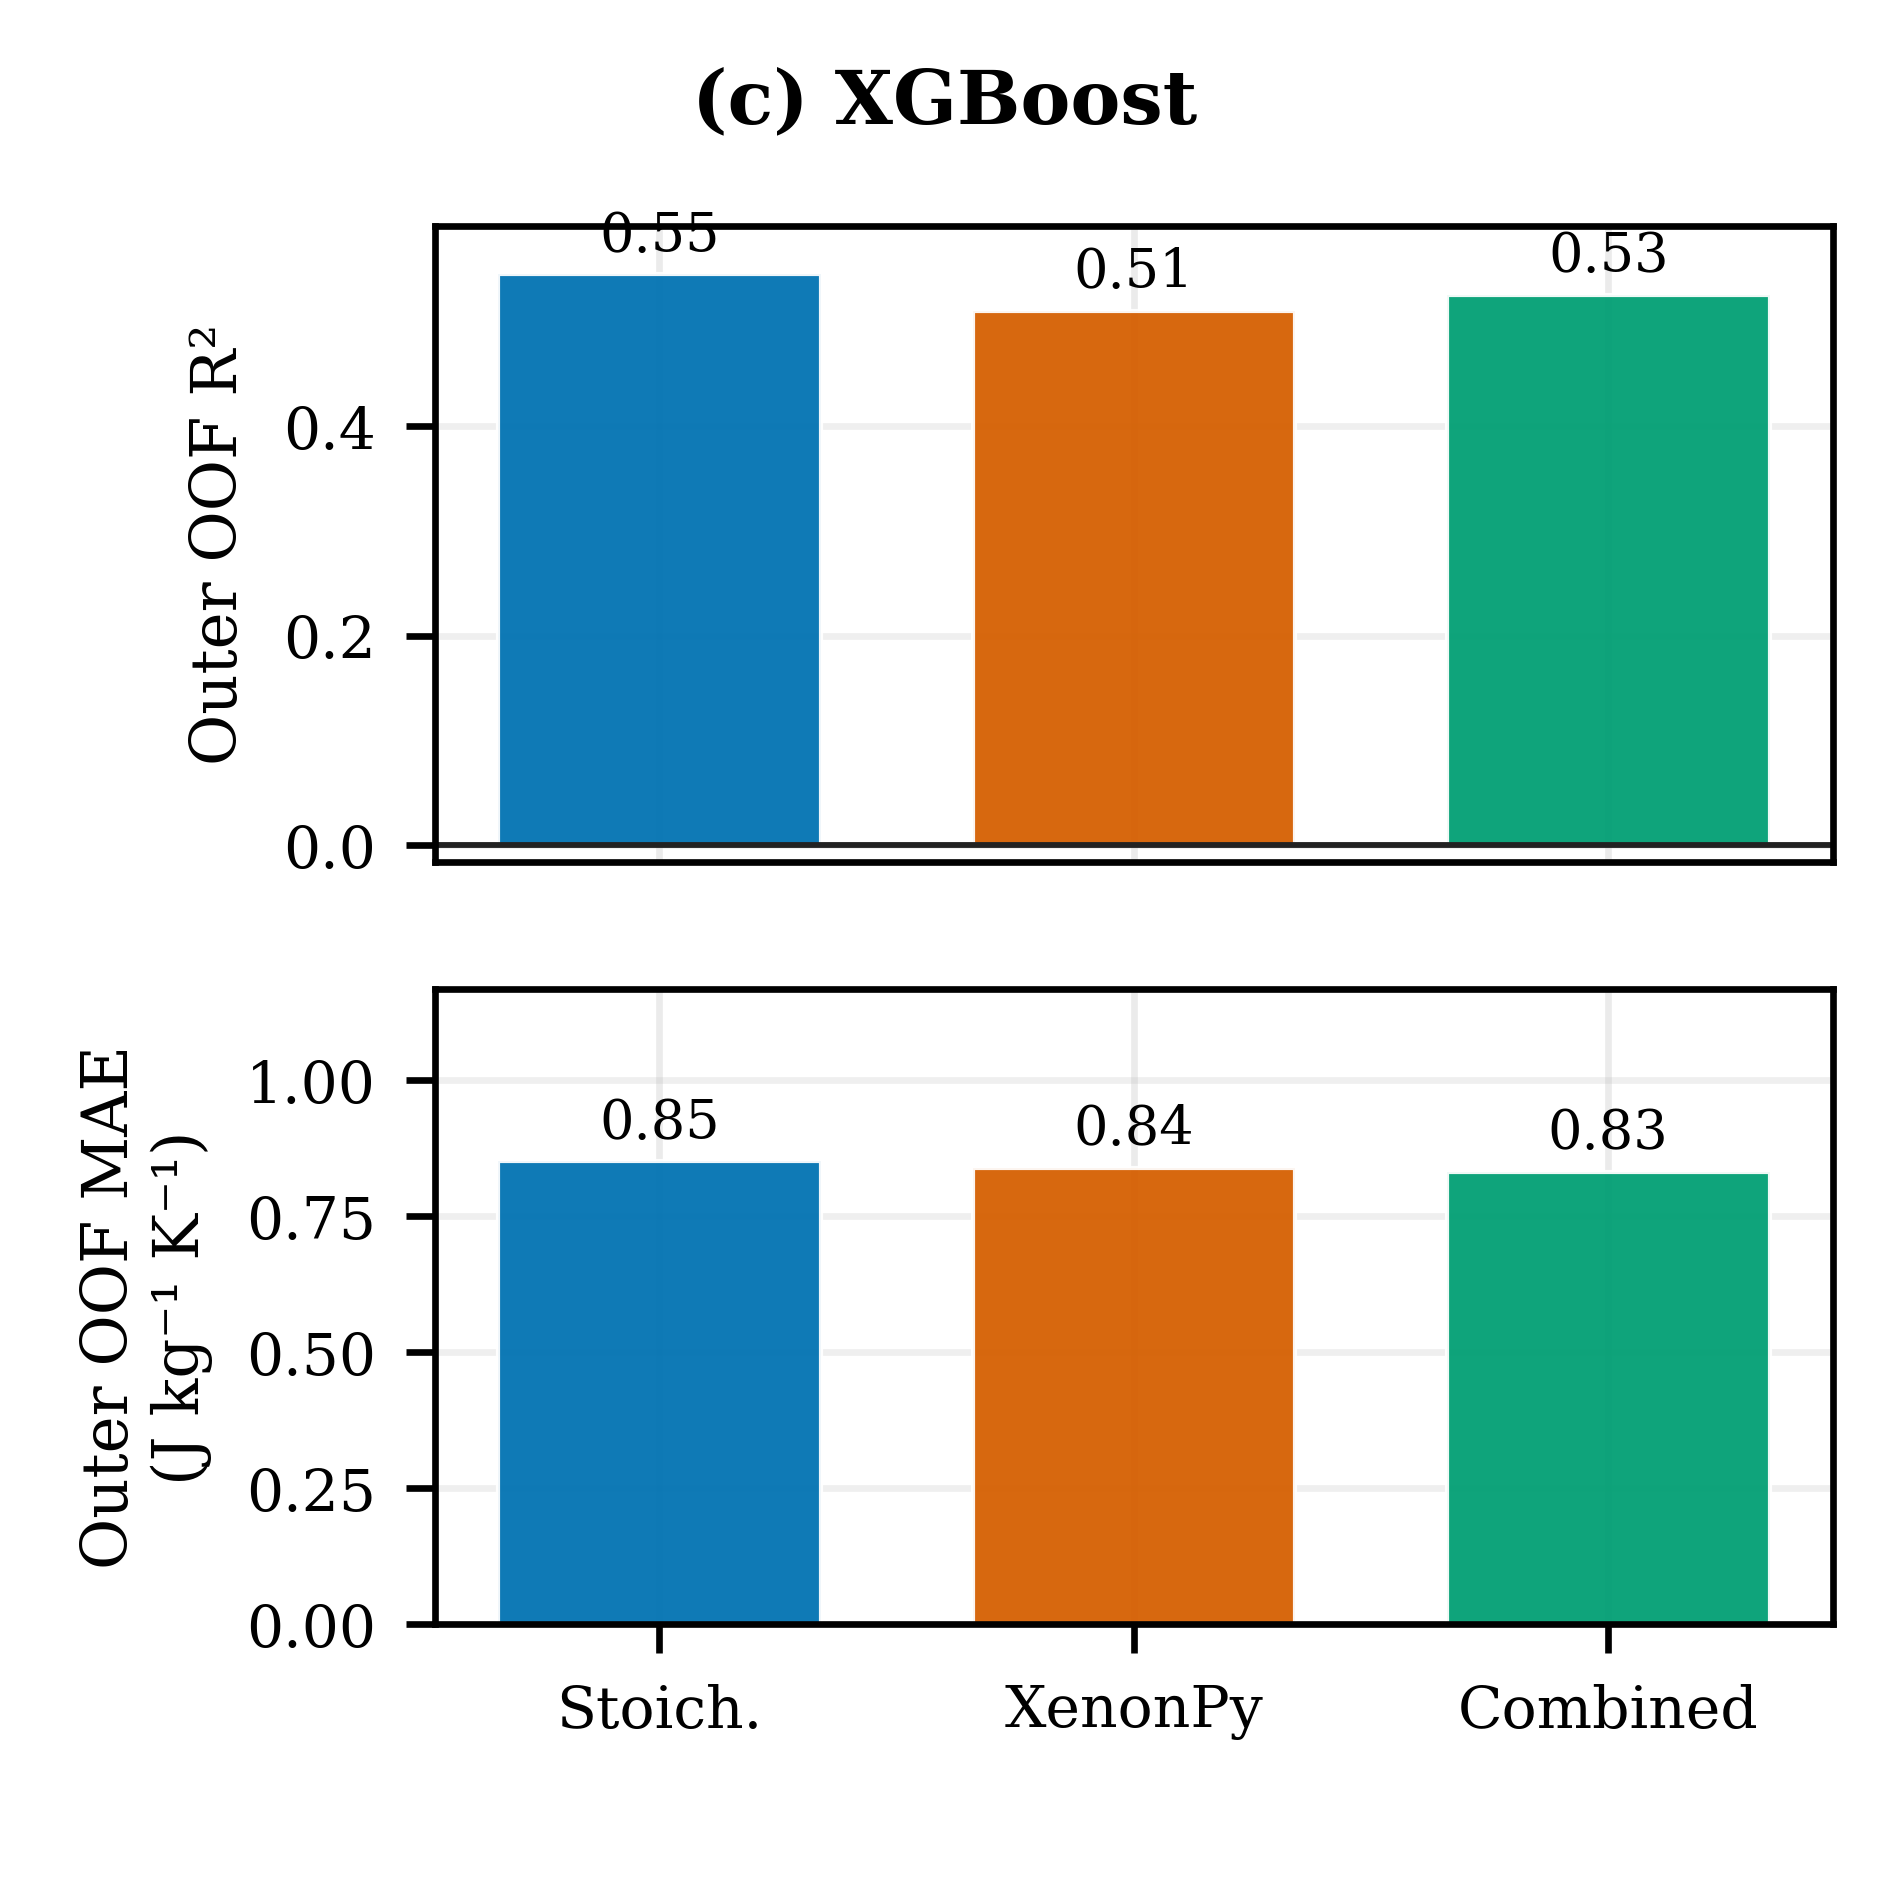 (c) XGBoost
0.55
0.51
0.53
Outer OOF R²
0.4
0.2
0.0
Outer OOF MAE
(J kg⁻¹ K⁻¹)
1.00
0.75
0.50
0.25
0.00
0.85
0.84
0.83
Stoich.
XenonPy
Combined